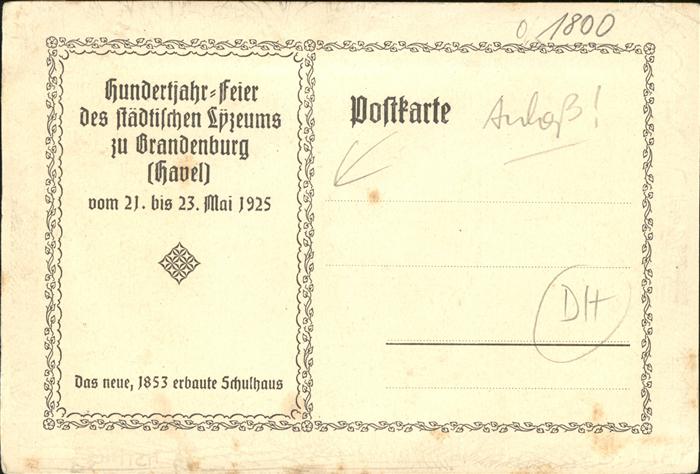 1800
Hundertjahr-Feier
des städtischen Lyzeums
zu Brandenburg
(Havel)
vom 21. bis 23. Mai 1925
Das neue, 1853 erbaute Schulhaus
Postkarte
Anlaß!
DH